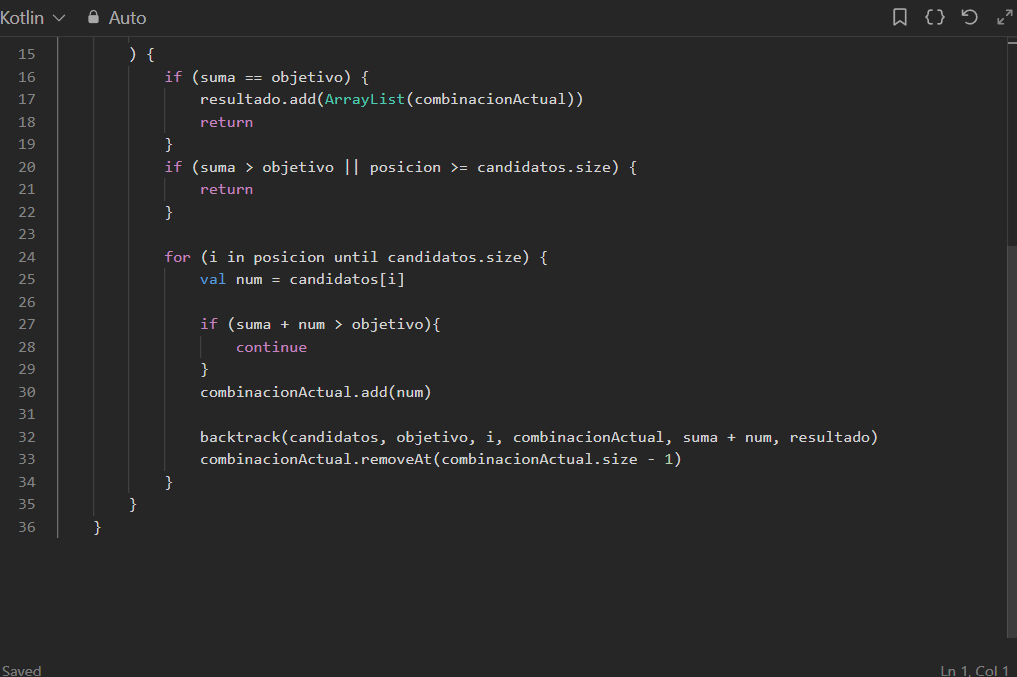 Kotlin Auto
15 ) {
16 if (suma == objetivo) {
17 resultado.add(ArrayList(combinacionActual))
18 return
19 }
20 if (suma > objetivo || posicion >= candidatos.size) {
21 return
22 }
23
24 for (i in posicion until candidatos.size) {
25 val num = candidatos[i]
26
27 if (suma + num > objetivo){
28 continue
29 }
30 combinacionActual.add(num)
31
32 backtrack(candidatos, objetivo, i, combinacionActual, suma + num, resultado)
33 combinacionActual.removeAt(combinacionActual.size - 1)
34 }
35 }
36 }
Saved Ln 1, Col 1